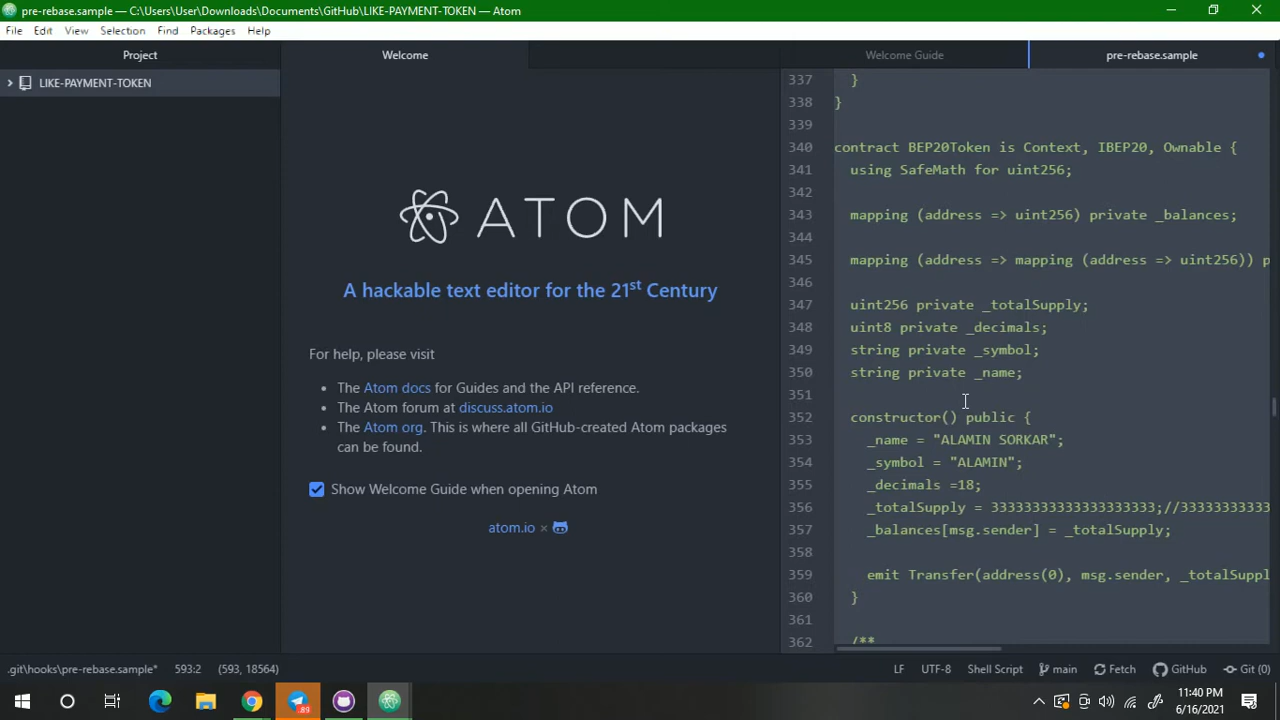 pre-rebase.sample — C:\Users\User\Downloads\Documents\GitHub\LIKE-PAYMENT-TOKEN — Atom
File Edit View Selection Find Packages Help
Project
Welcome
Welcome Guide
pre-rebase.sample
LIKE-PAYMENT-TOKEN
ATOM
A hackable text editor for the 21st Century
For help, please visit
• The Atom docs for Guides and the API reference.
• The Atom forum at discuss.atom.io
• The Atom org. This is where all GitHub-created Atom packages
can be found.
Show Welcome Guide when opening Atom
atom.io ×
337 }
338 }
339
340 contract BEP20Token is Context, IBEP20, Ownable {
341 using SafeMath for uint256;
342
343 mapping (address => uint256) private _balances;
344
345 mapping (address => mapping (address => uint256)) p
346
347 uint256 private _totalSupply;
348 uint8 private _decimals;
349 string private _symbol;
350 string private _name;
351
352 constructor() public {
353 _name = "ALAMIN SORKAR";
354 _symbol = "ALAMIN";
355 _decimals =18;
356 _totalSupply = 33333333333333333333;//33333333333
357 _balances[msg.sender] = _totalSupply;
358
359 emit Transfer(address(0), msg.sender, _totalSuppl
360 }
361
362 /**
.git\hooks\pre-rebase.sample* 593:2 (593, 18564)
LF UTF-8 Shell Script main Fetch GitHub Git (0)
89
11:40 PM
6/16/2021